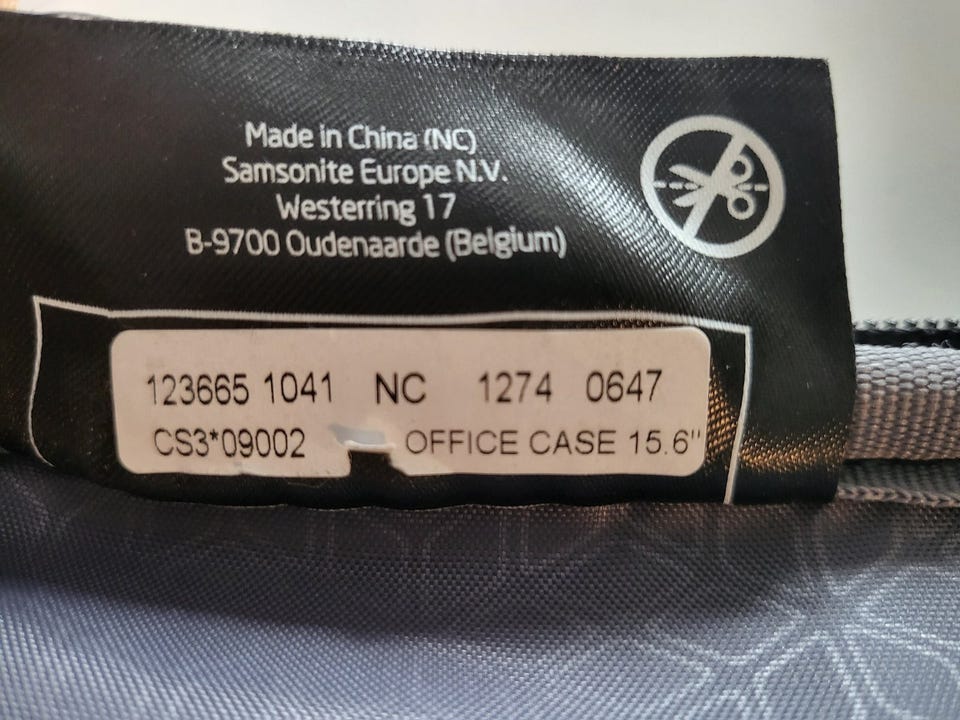 Made in China (NC)
Samsonite Europe N.V.
Westerring 17
B-9700 Oudenaarde (Belgium)
123665 1041 NC 1274 0647
CS3*09002 OFFICE CASE 15.6"